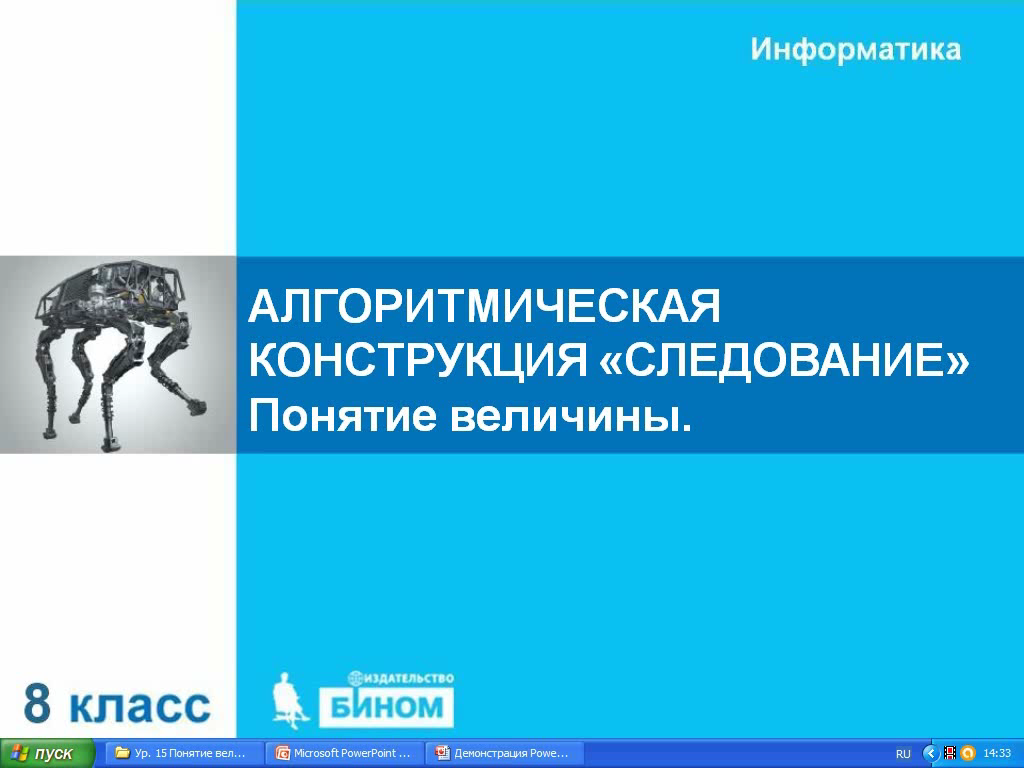 Информатика
АЛГОРИТМИЧЕСКАЯ
КОНСТРУКЦИЯ «СЛЕДОВАНИЕ»
Понятие величины.
8 класс
ИЗДАТЕЛЬСТВО
БИНОМ
пуск
Ур. 15 Понятие вел...
Microsoft PowerPoint ...
Демонстрация Powe...
RU
14:33